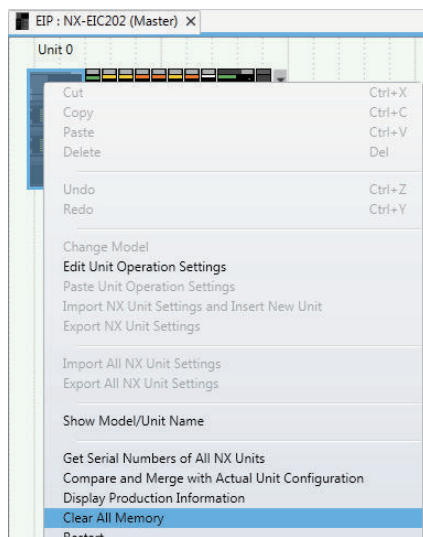 EIP : NX-EIC202 (Master)
Unit 0
Cut Ctrl+X
Copy Ctrl+C
Paste Ctrl+V
Delete Del
Undo Ctrl+Z
Redo Ctrl+Y
Change Model
Edit Unit Operation Settings
Paste Unit Operation Settings
Import NX Unit Settings and Insert New Unit
Export NX Unit Settings
Import All NX Unit Settings
Export All NX Unit Settings
Show Model/Unit Name
Get Serial Numbers of All NX Units
Compare and Merge with Actual Unit Configuration
Display Production Information
Clear All Memory
Restart